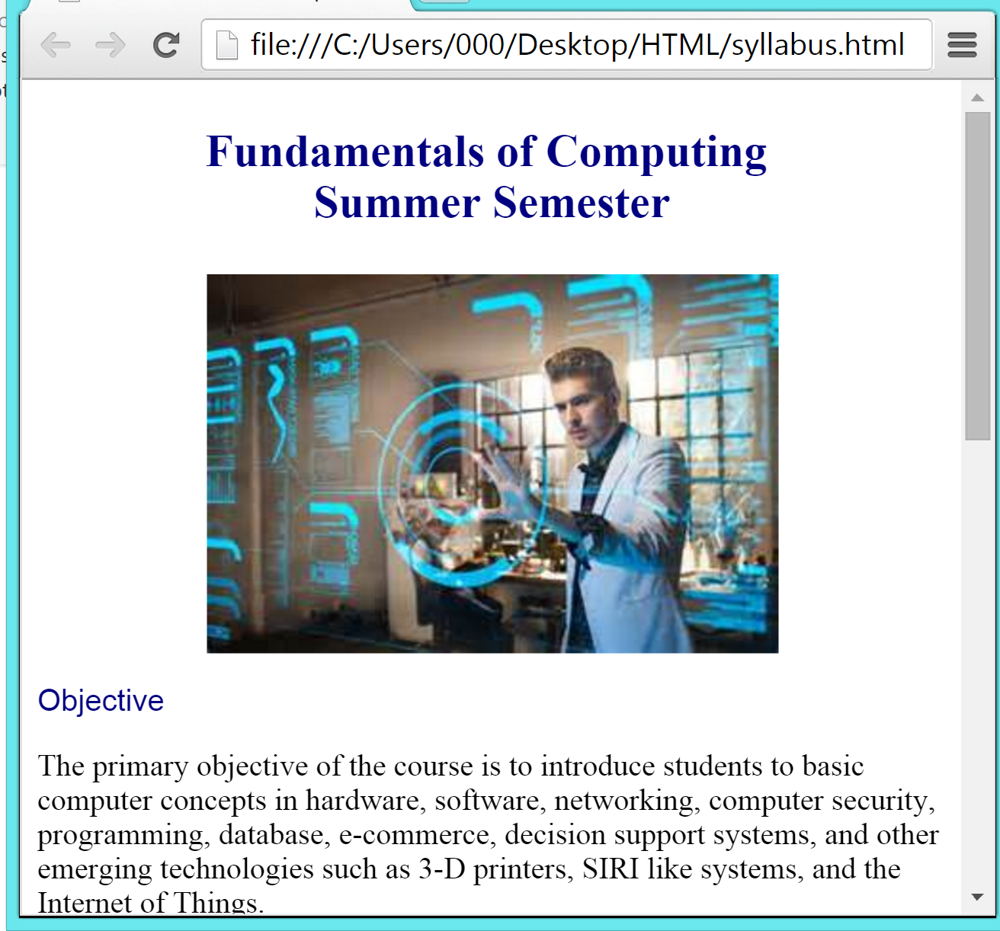 file:///C:/Users/000/Desktop/HTML/syllabus.html
Fundamentals of Computing
Summer Semester
Objective
The primary objective of the course is to introduce students to basic
computer concepts in hardware, software, networking, computer security,
programming, database, e-commerce, decision support systems, and other
emerging technologies such as 3-D printers, SIRI like systems, and the
Internet of Things.